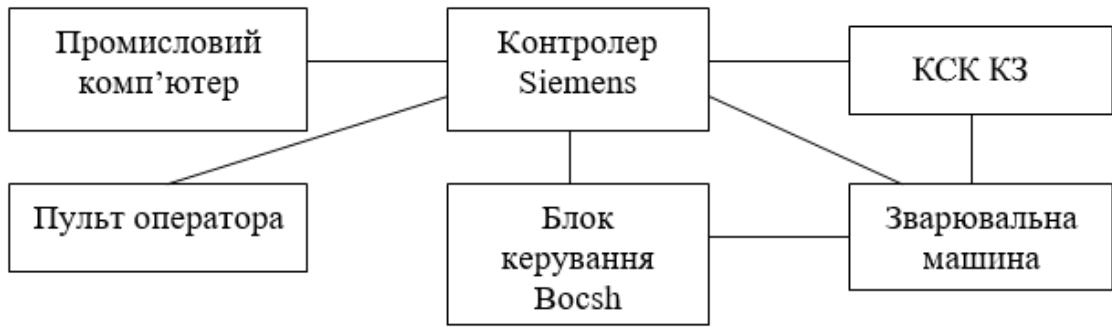 Промисловий
комп’ютер
Контролер
Siemens
КСК КЗ
Пульт оператора
Блок
керування
Bocsh
Зварювальна
машина